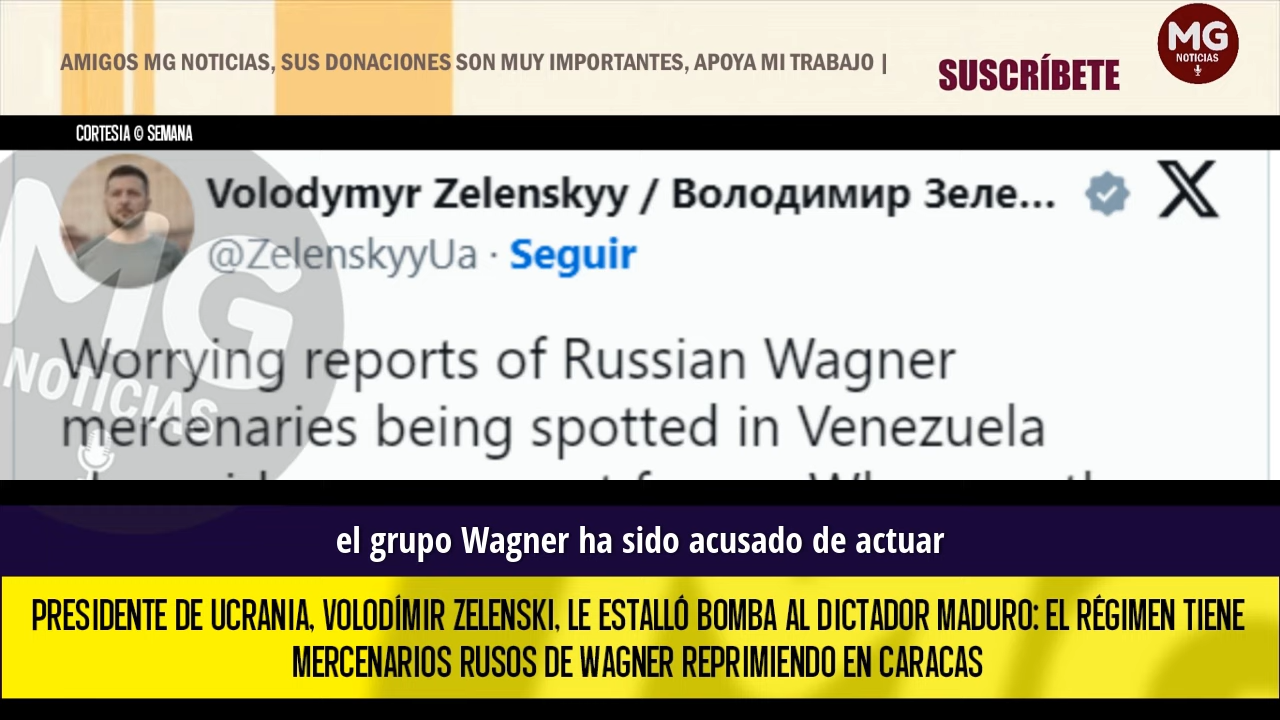 AMIGOS MG NOTICIAS, SUS DONACIONES SON MUY IMPORTANTES, APOYA MI TRABAJO |
SUSCRÍBETE
MG
NOTICIAS
CORTESIA © SEMANA
Volodymyr Zelenskyy / Володимир Зеле...
@ZelenskyyUa · Seguir
Worrying reports of Russian Wagner
mercenaries being spotted in Venezuela
MG
NOTICIAS
el grupo Wagner ha sido acusado de actuar
PRESIDENTE DE UCRANIA, VOLODÍMIR ZELENSKI, LE ESTALLÓ BOMBA AL DICTADOR MADURO: EL RÉGIMEN TIENE
MERCENARIOS RUSOS DE WAGNER REPRIMIENDO EN CARACAS